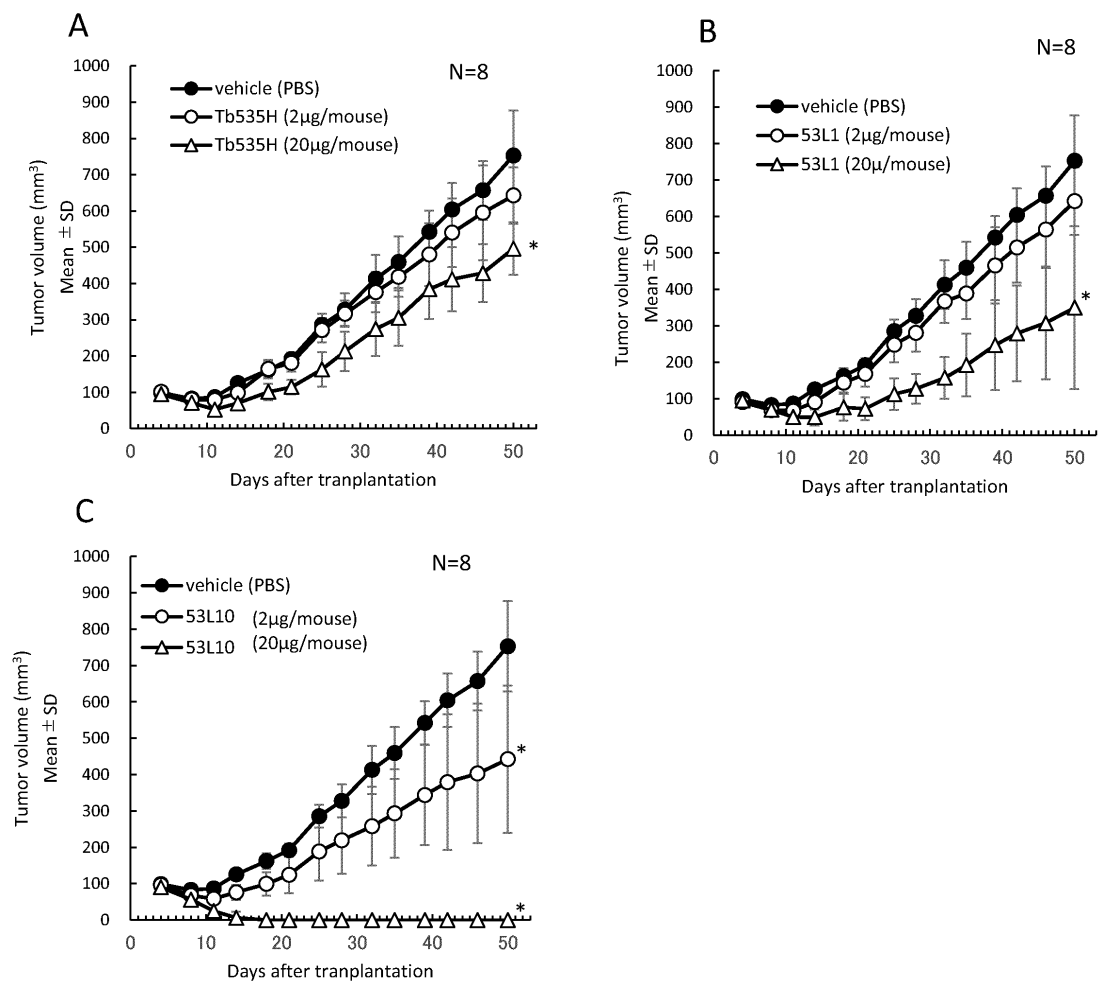 A
N=8
vehicle (PBS)
Tb535H (2μg/mouse)
Tb535H (20μg/mouse)
Tumor volume (mm³)
Mean ± SD
1000
900
800
700
600
500
400
300
200
100
0
*
0 10 20 30 40 50
Days after tranplantation
B
N=8
vehicle (PBS)
53L1 (2μg/mouse)
53L1 (20μ/mouse)
Tumor volume (mm³)
Mean ± SD
1000
900
800
700
600
500
400
300
200
100
0
*
0 10 20 30 40 50
Days after tranplantation
C
N=8
vehicle (PBS)
53L10 (2μg/mouse)
53L10 (20μg/mouse)
Tumor volume (mm³)
Mean ± SD
1000
900
800
700
600
500
400
300
200
100
0
*
*
0 10 20 30 40 50
Days after tranplantation